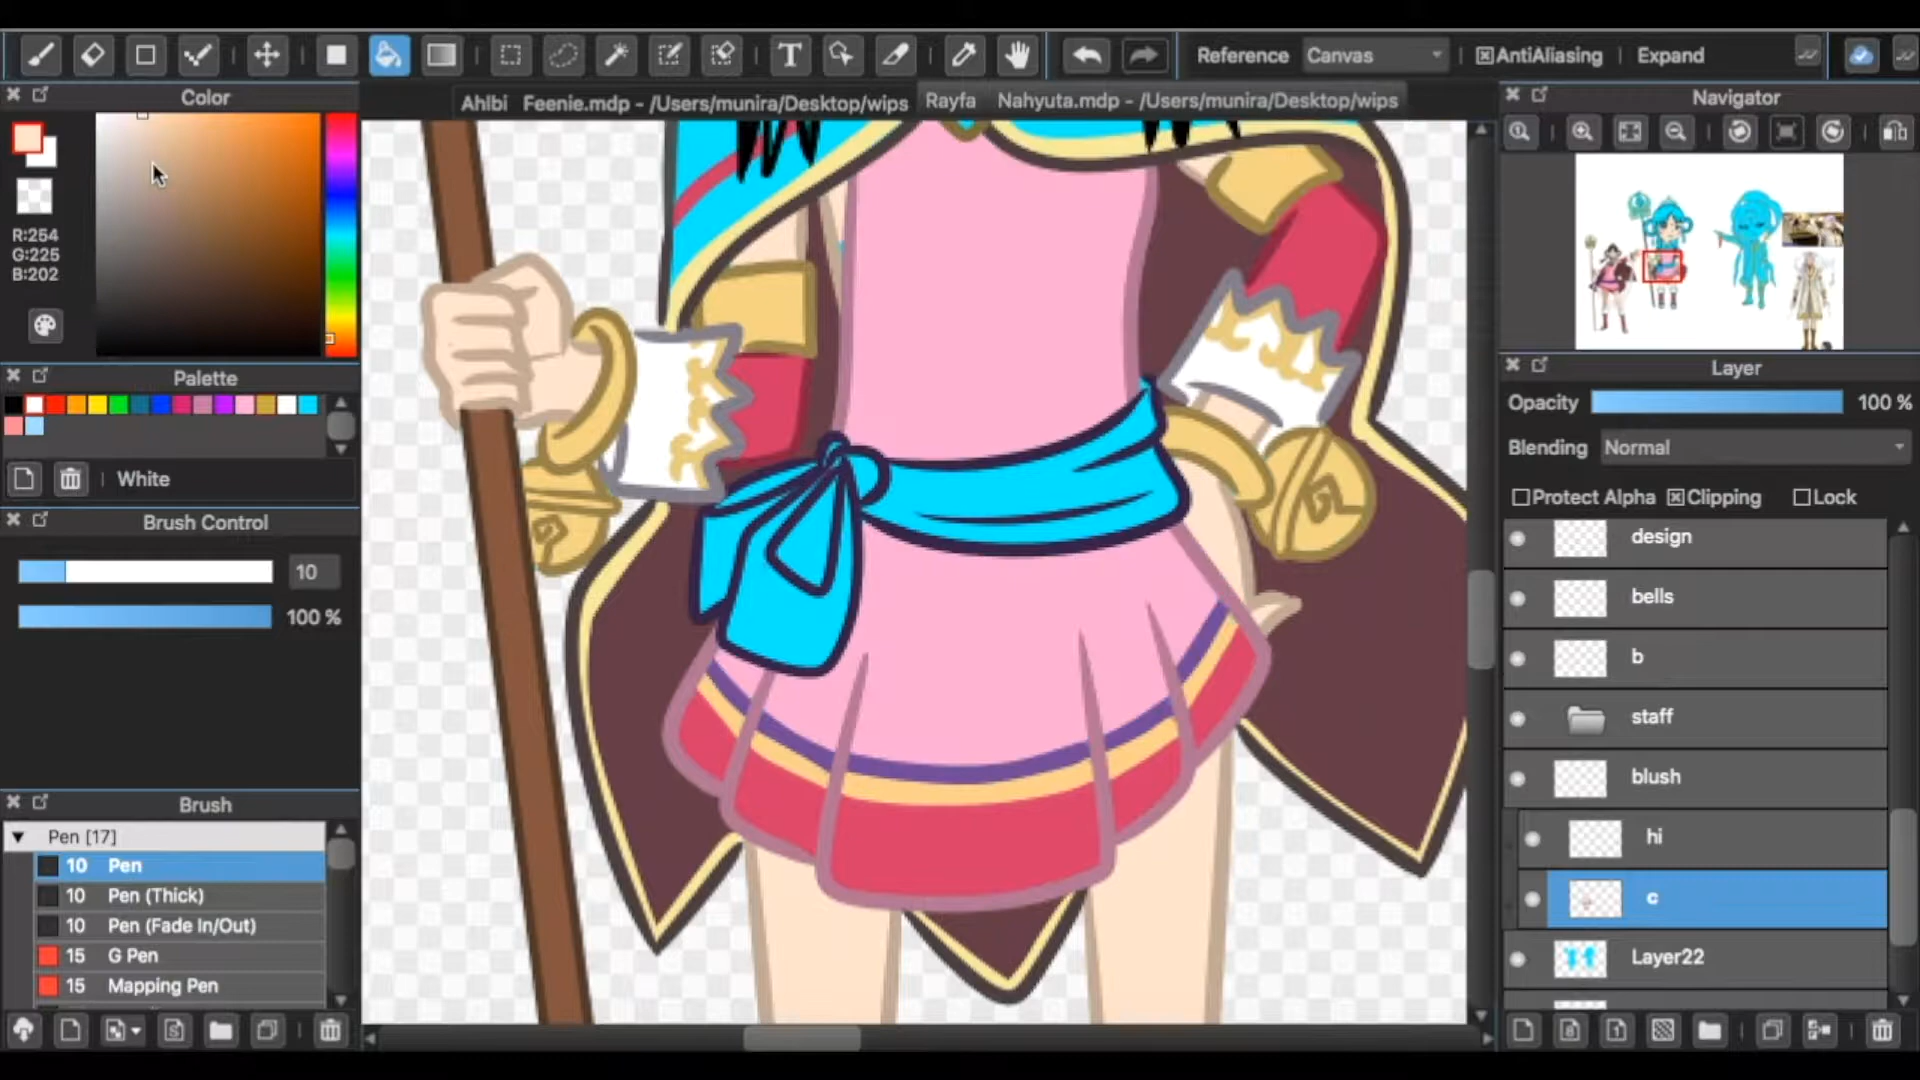 Reference Canvas AntiAliasing Expand
Color
Ahlbi Feenie.mdp - /Users/munira/Desktop/wips
Rayfa Nahyuta.mdp - /Users/munira/Desktop/wips
Navigator
R:254
G:225
B:202
Palette
White
Brush Control
10
100 %
Brush
Pen [17]
10 Pen
10 Pen (Thick)
10 Pen (Fade In/Out)
15 G Pen
15 Mapping Pen
Layer
Opacity 100 %
Blending Normal
Protect Alpha Clipping Lock
design
bells
b
staff
blush
hi
c
Layer22